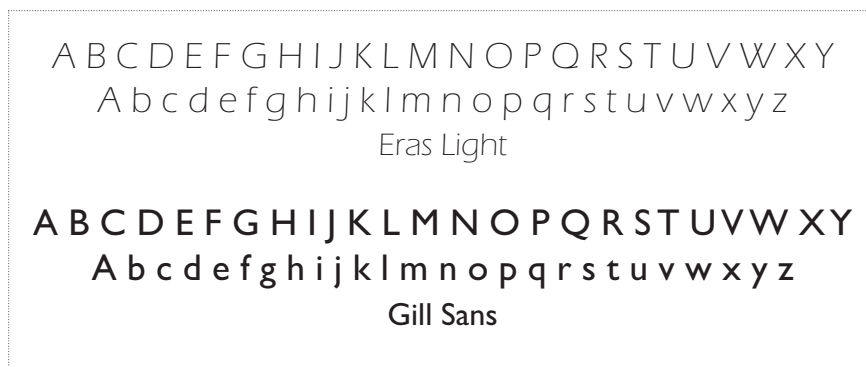 A B C D E F G H I J K L M N O P Q R S T U V W X Y
A b c d e f g h i j k l m n o p q r s t u v w x y z
Eras Light
A B C D E F G H I J K L M N O P Q R S T U V W X Y
A b c d e f g h i j k l m n o p q r s t u v w x y z
Gill Sans